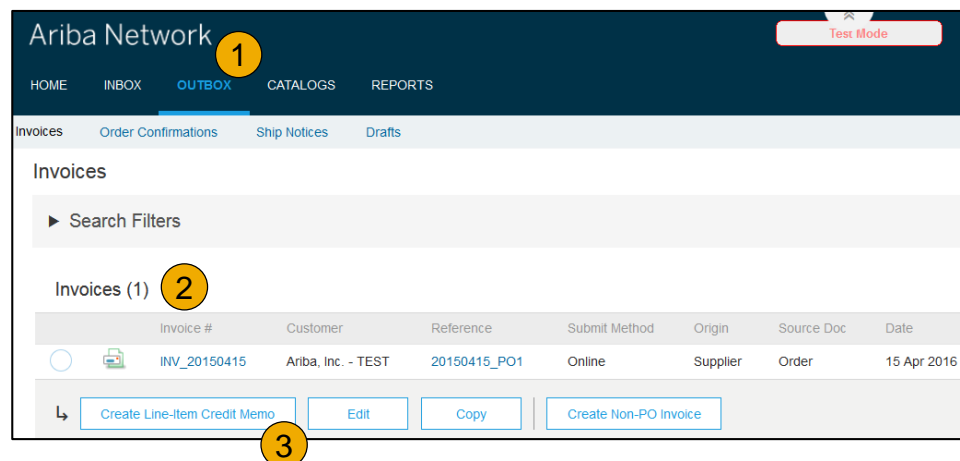 Ariba Network
Test Mode
1
HOME INBOX OUTBOX CATALOGS REPORTS
Invoices Order Confirmations Ship Notices Drafts
Invoices
► Search Filters
Invoices (1) 2
Invoice # Customer Reference Submit Method Origin Source Doc Date
INV_20150415 Ariba, Inc. - TEST 20150415_PO1 Online Supplier Order 15 Apr 2016
Create Line-Item Credit Memo Edit Copy Create Non-PO Invoice
3